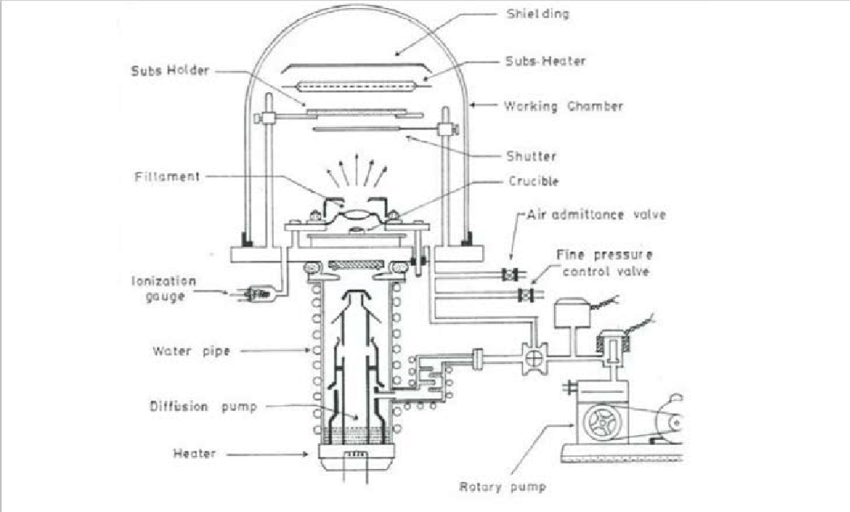 Shielding
Subs Holder
Subs-Heater
Working Chamber
Shutter
Fillament
Crucible
Air admittance valve
Fine pressure
control valve
Ionization
gauge
Water pipe
Diffusion pump
Heater
Rotary pump